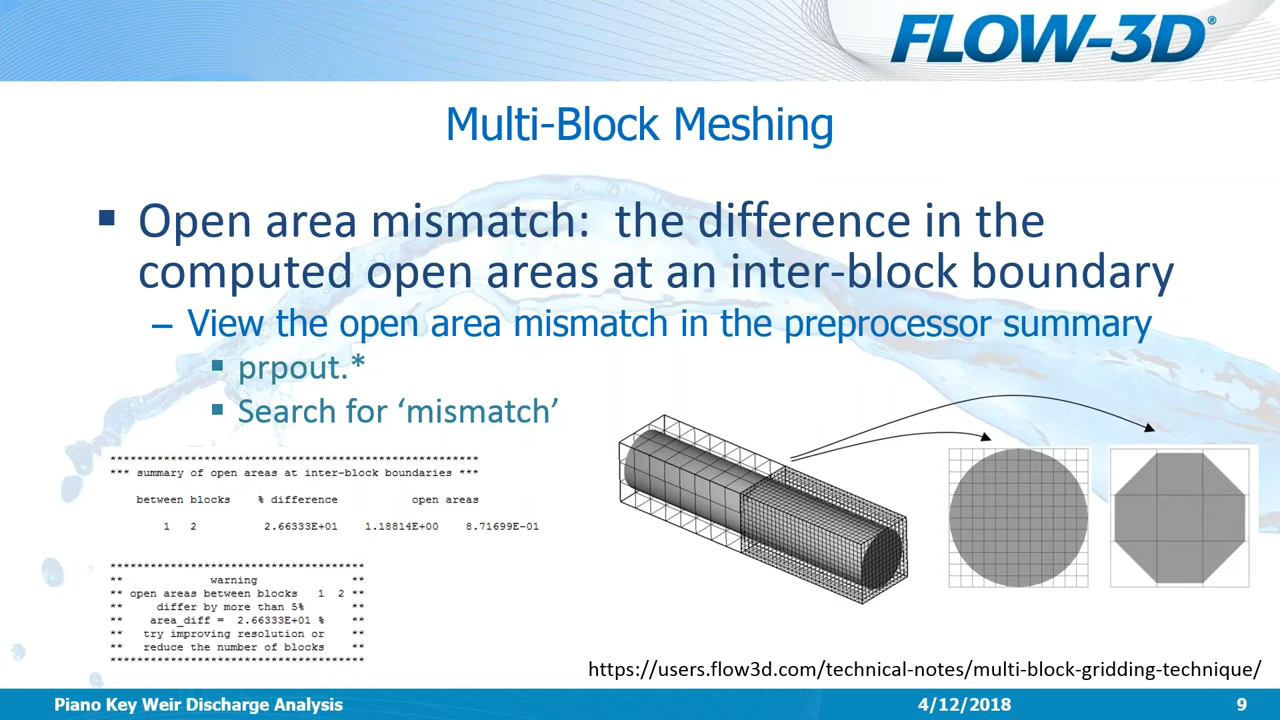 FLOW-3D®
Multi-Block Meshing
▪ Open area mismatch: the difference in the
computed open areas at an inter-block boundary
– View the open area mismatch in the preprocessor summary
▪ prpout.*
▪ Search for ‘mismatch’
*******************************************************
*** summary of open areas at inter-block boundaries ***
between blocks % difference open areas
1 2 2.66333E+01 1.18814E+00 8.71699E-01
**************************************
** warning **
** open areas between blocks 1 2 **
** differ by more than 5% **
** area_diff = 2.66333E+01 % **
** try improving resolution or **
** reduce the number of blocks **
**************************************
https://users.flow3d.com/technical-notes/multi-block-gridding-technique/
Piano Key Weir Discharge Analysis 4/12/2018 9